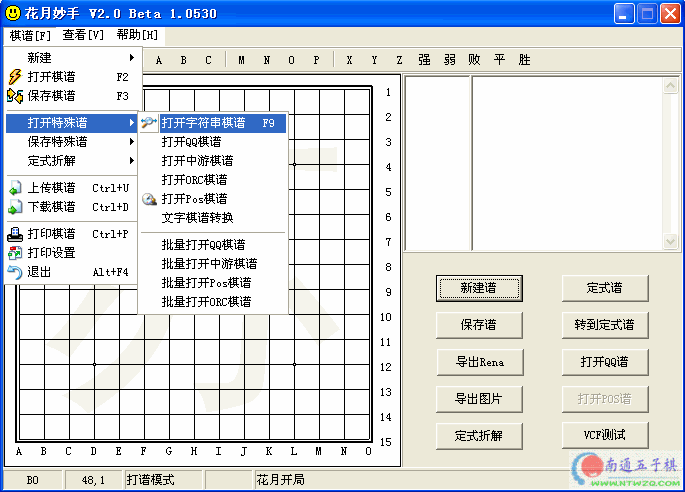 花月妙手 V2.0 Beta 1.0530
棋谱[F] 查看[V] 帮助[H]
A B C M N O P X Y Z 强 弱 败 平 胜
新建
打开棋谱 F2
保存棋谱 F3
打开特殊谱
保存特殊谱
定式折解
上传棋谱 Ctrl+U
下载棋谱 Ctrl+D
打印棋谱 Ctrl+P
打印设置
退出 Alt+F4
打开字符串棋谱 F9
打开QQ棋谱
打开中游棋谱
打开ORC棋谱
打开Pos棋谱
文字棋谱转换
批量打开QQ棋谱
批量打开中游棋谱
批量打开Pos棋谱
批量打开ORC棋谱
1
2
3
4
5
6
7
8
9
10
11
12
13
14
15
A B C D E F G H I J K L M N O
新建谱 定式谱
保存谱 转到定式谱
导出Rena 打开QQ谱
导出图片 打开POS谱
定式折解 VCF测试
BO 48,1 打谱模式 花月开局
南通五子棋
WWW.NTWZQ.COM